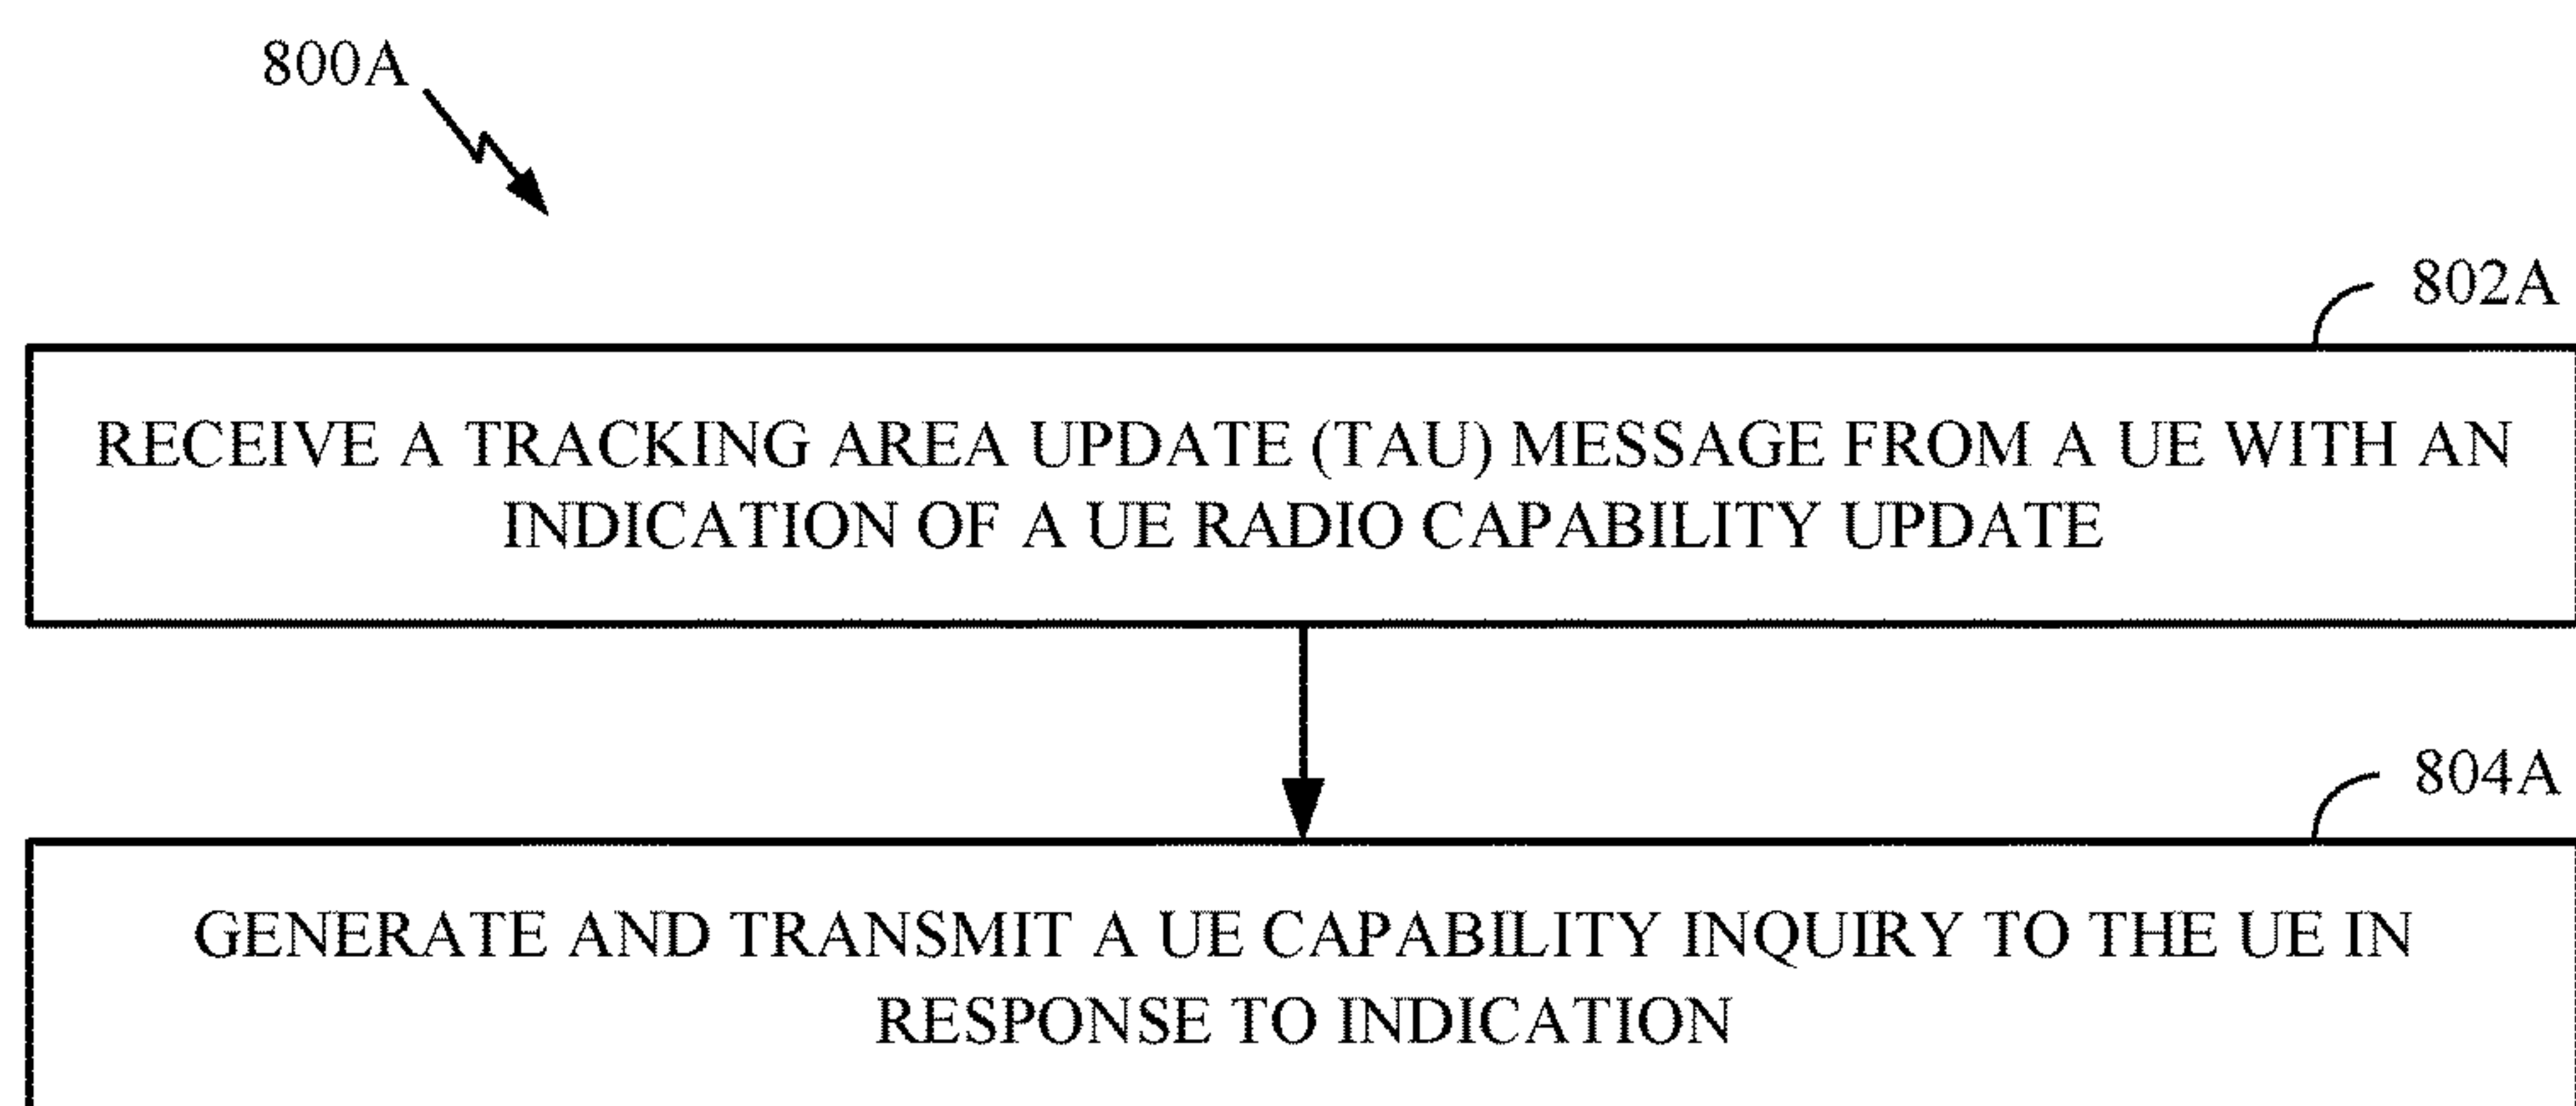 800A
802A
RECEIVE A TRACKING AREA UPDATE (TAU) MESSAGE FROM A UE WITH AN
INDICATION OF A UE RADIO CAPABILITY UPDATE
804A
GENERATE AND TRANSMIT A UE CAPABILITY INQUIRY TO THE UE IN
RESPONSE TO INDICATION